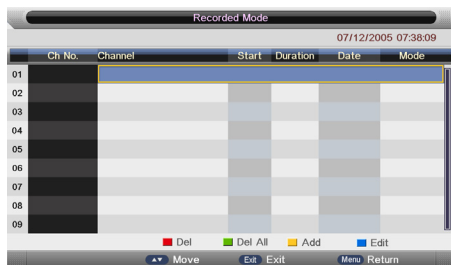 Recorded Mode
07/12/2005 07:38:09
Ch No. Channel Start Duration Date Mode
01
02
03
04
05
06
07
08
09
Del Del All Add Edit
▲▼ Move Exit Exit Menu Return